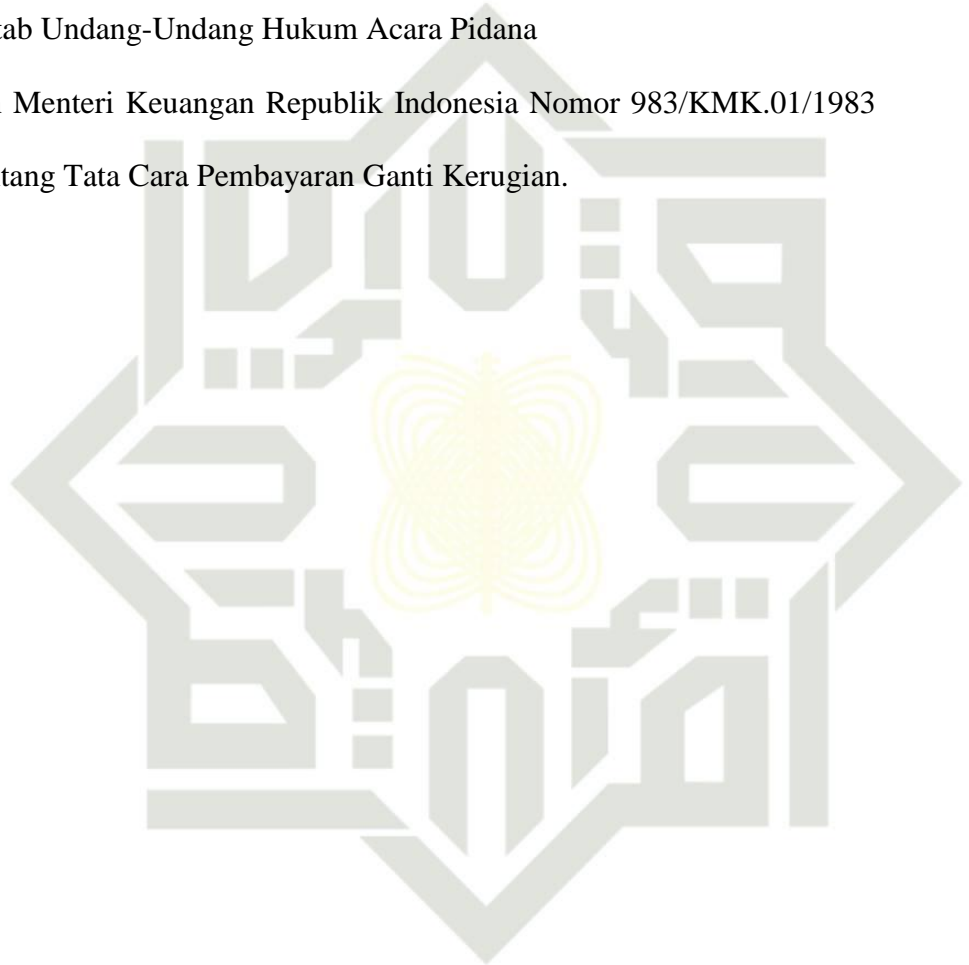 tab Undang-Undang Hukum Acara Pidana
Menteri Keuangan Republik Indonesia Nomor 983/KMK.01/1983
tang Tata Cara Pembayaran Ganti Kerugian.